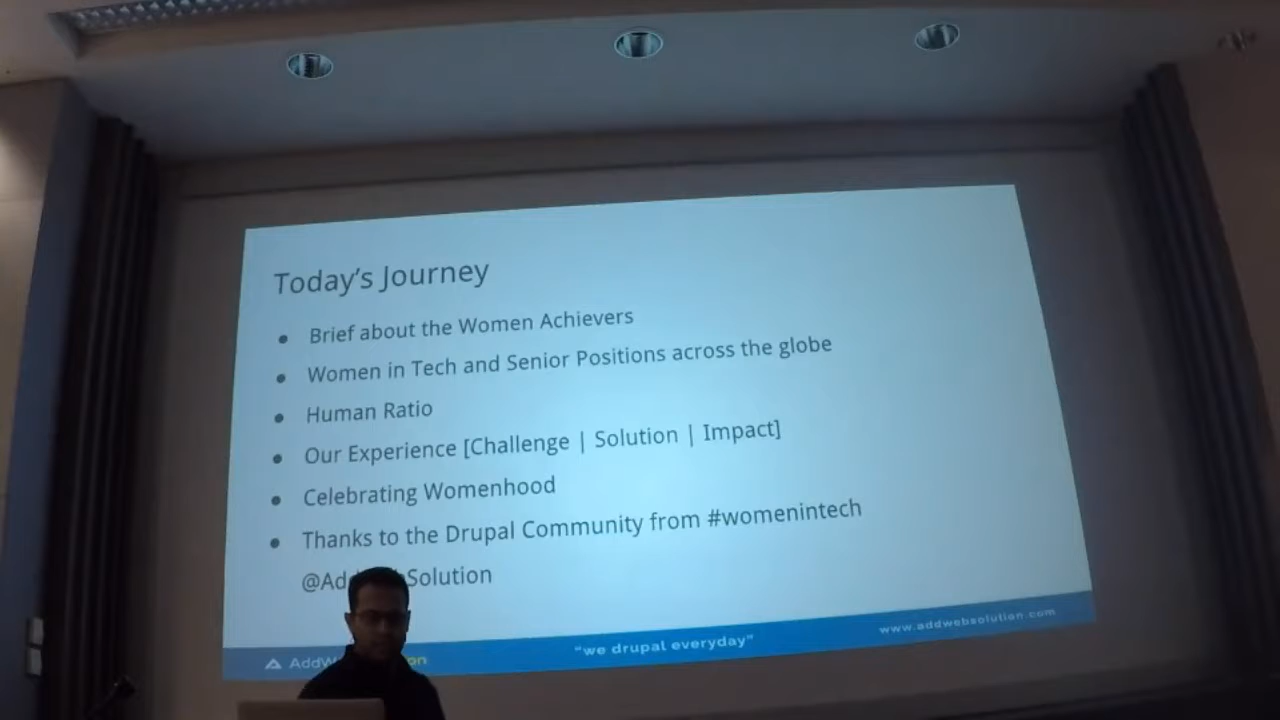 Today's Journey
● Brief about the Women Achievers
● Women in Tech and Senior Positions across the globe
● Human Ratio
● Our Experience [Challenge | Solution | Impact]
● Celebrating Womenhood
● Thanks to the Drupal Community from #womenintech
Solution
"we drupal everyday"
www.addwebsolution.com